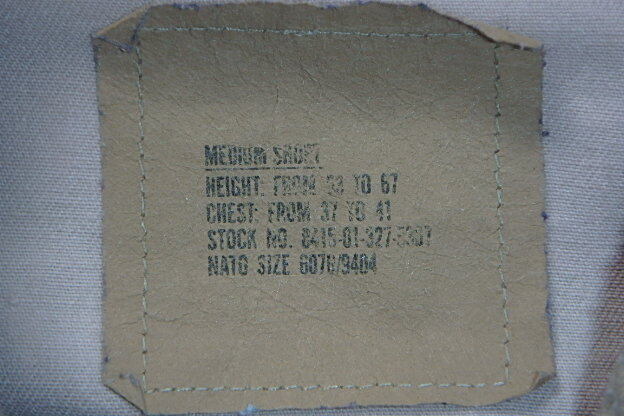 MEDIUM SHORT
HEIGHT: FROM 63 TO 67
CHEST: FROM 37 TO 41
STOCK NO. 8415-01-327-5307
NATO SIZE 6070/9404